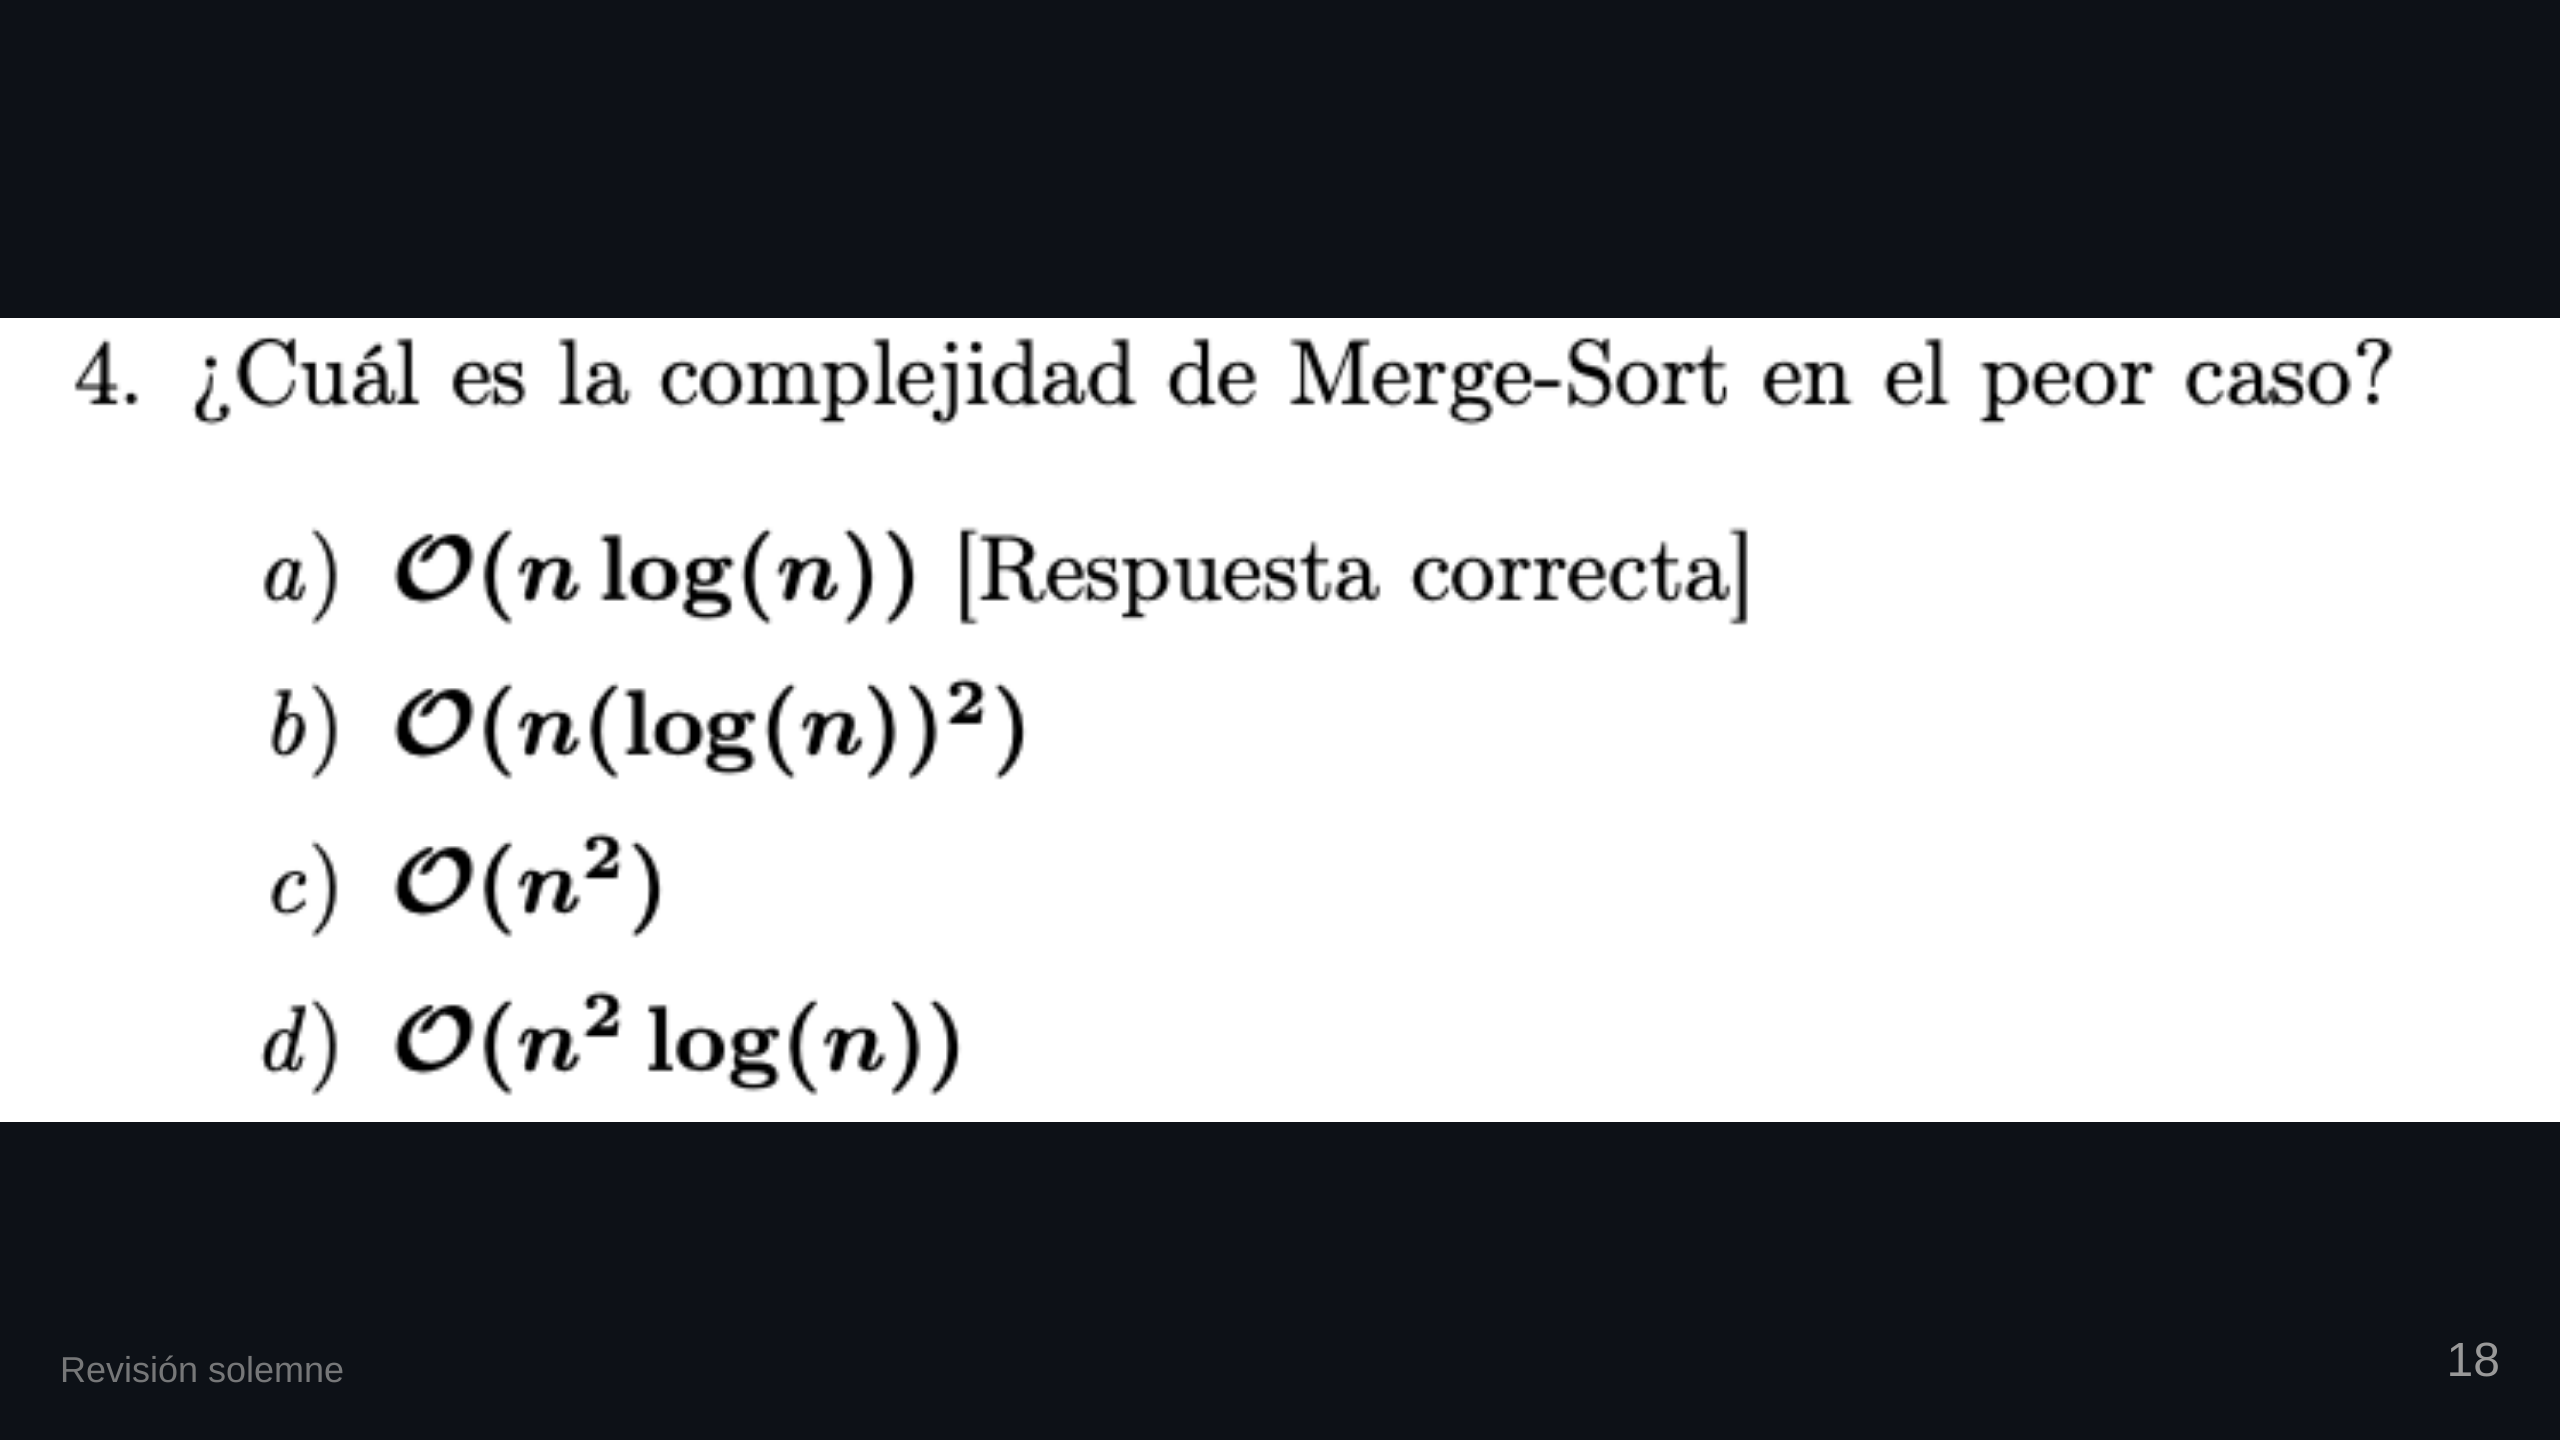 4. ¿Cuál es la complejidad de Merge-Sort en el peor caso?
a) 𝒪(n log(n)) [Respuesta correcta]
b) 𝒪(n(log(n))²)
c) 𝒪(n²)
d) 𝒪(n² log(n))
Revisión solemne
18